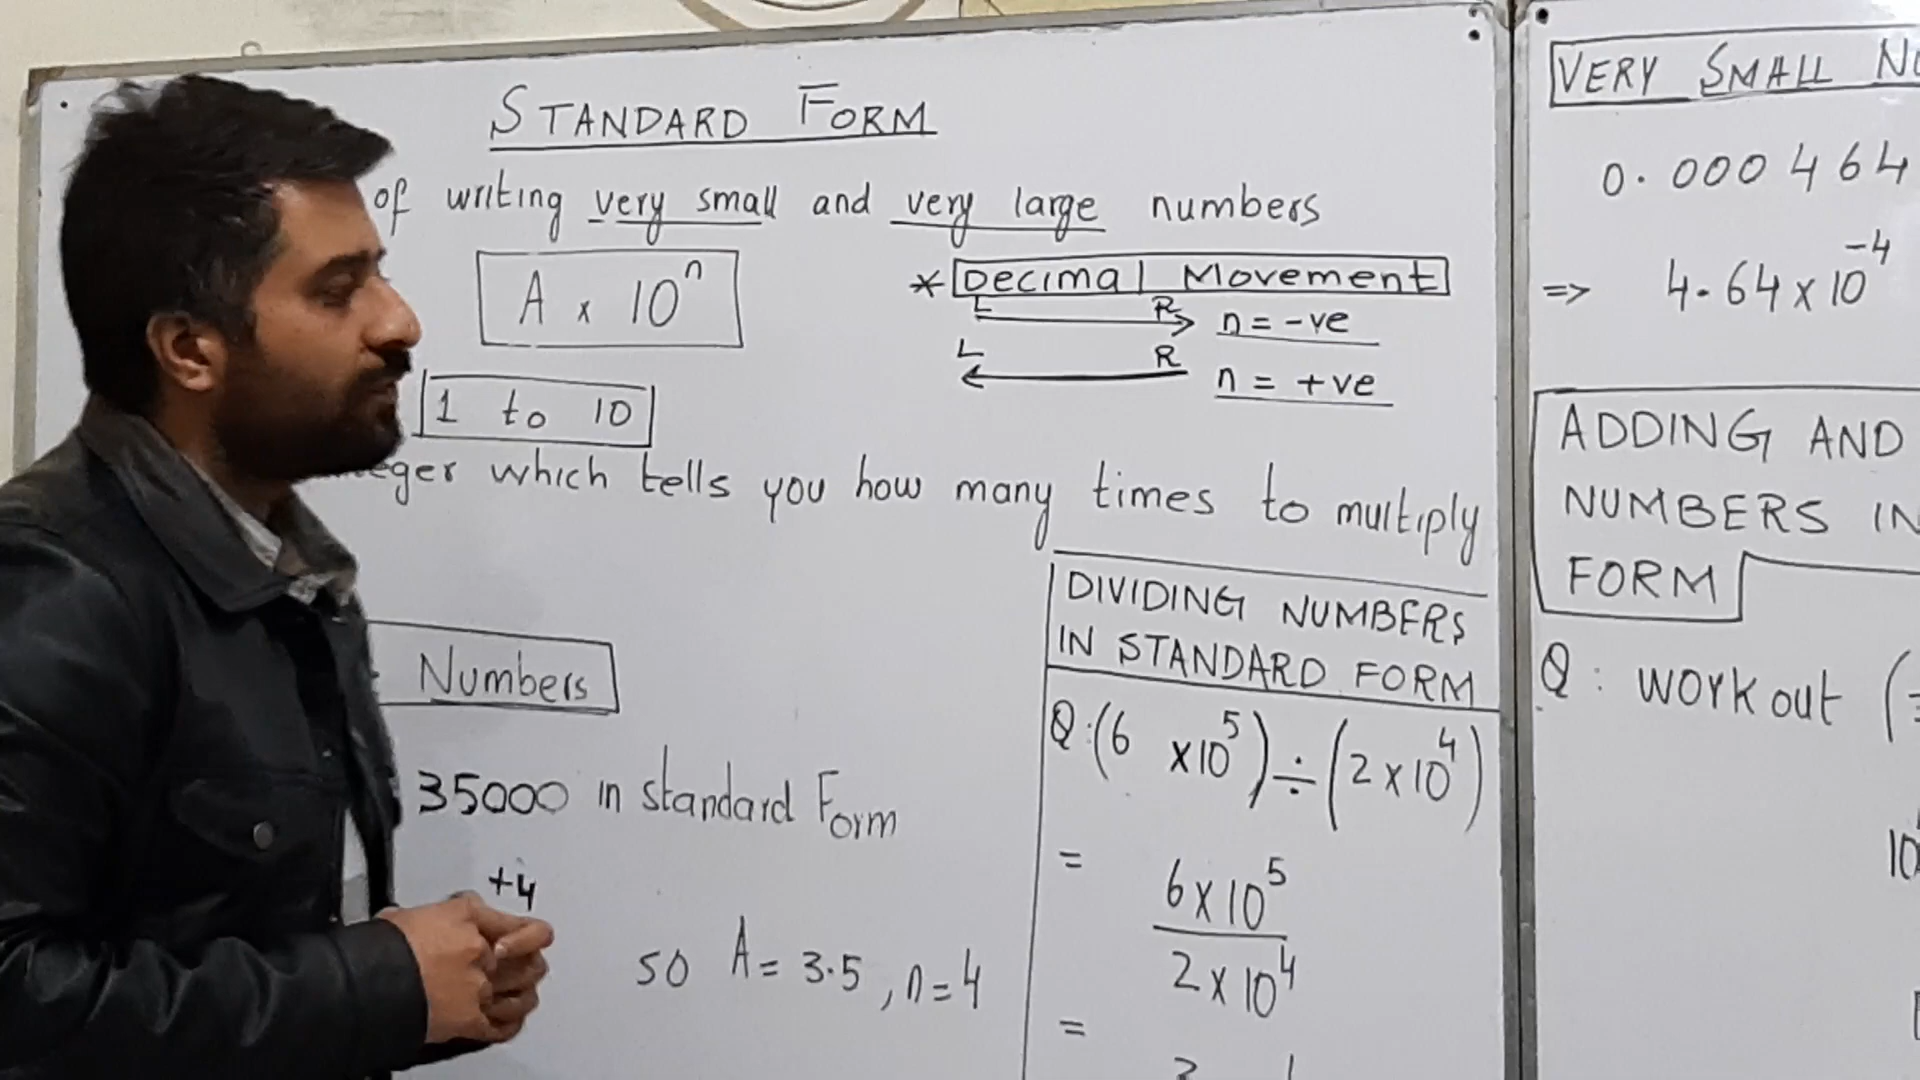 STANDARD FORM
of writing very small and very large numbers
A x 10^n
* Decimal Movement
L R n = -ve
L R n = +ve
1 to 10
which tells you how many times to multiply
Numbers
35000 in standard Form
+4
so A = 3.5 , n = 4
DIVIDING NUMBERS
IN STANDARD FORM
Q: (6 x10^5) ÷ (2 x 10^4)
=
6 x 10^5
2 x 10^4
=
VERY SMALL
0.000464
=> 4.64 x 10^-4
ADDING AND
NUMBERS IN
FORM
Q: work out (
10